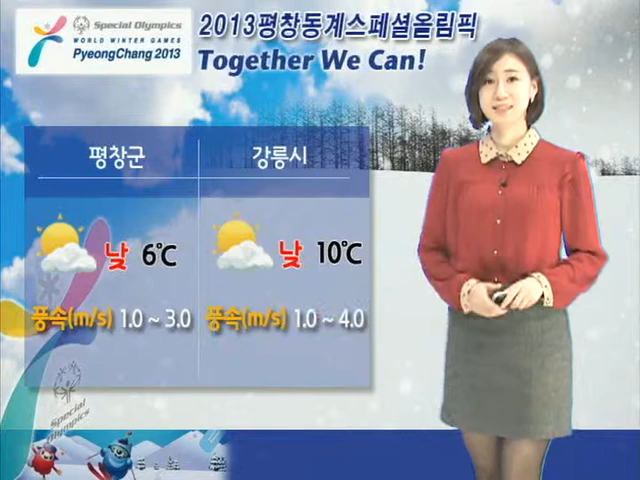 Special Olympics
WORLD WINTER GAMES
PyeongChang 2013
2013평창동계스페셜올림픽
Together We Can!
평창군 강릉시
낮 6℃ 낮 10℃
풍속(m/s) 1.0 ~ 3.0 풍속(m/s) 1.0 ~ 4.0
Special
Olympics